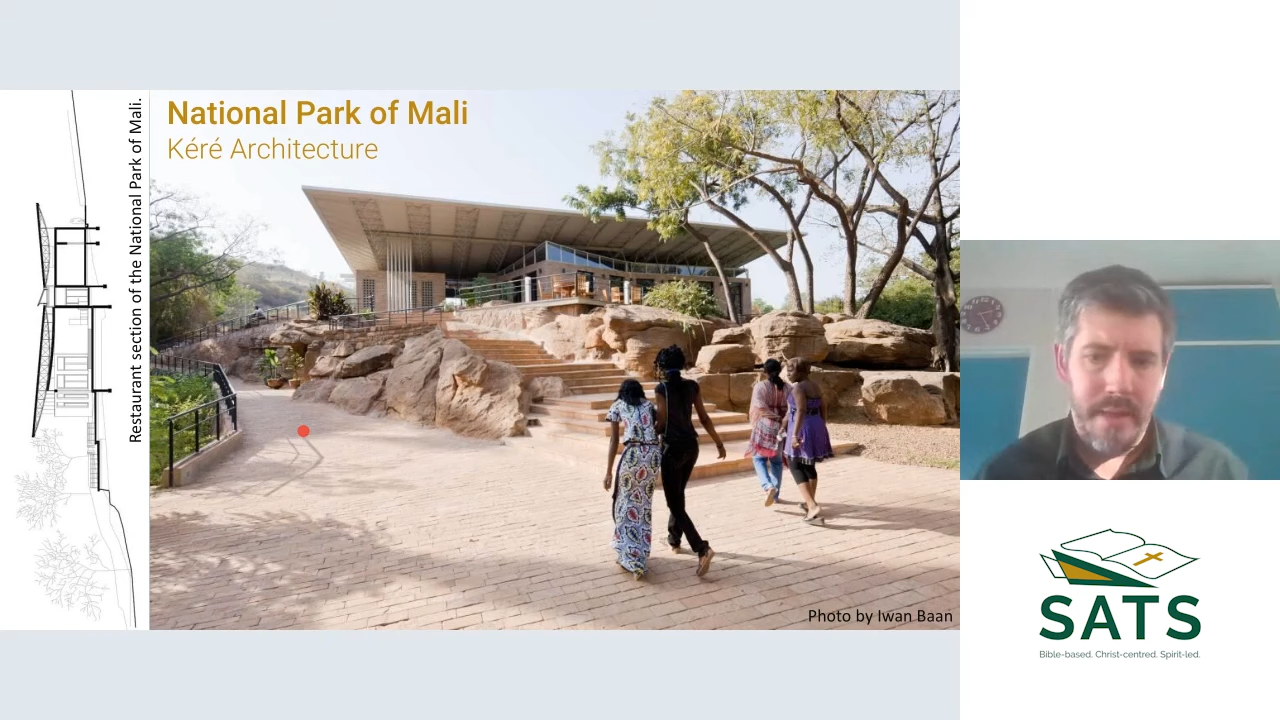 National Park of Mali
Kéré Architecture
Restaurant section of the National Park of Mali.
Photo by Iwan Baan
SATS
Bible-based. Christ-centred. Spirit-led.